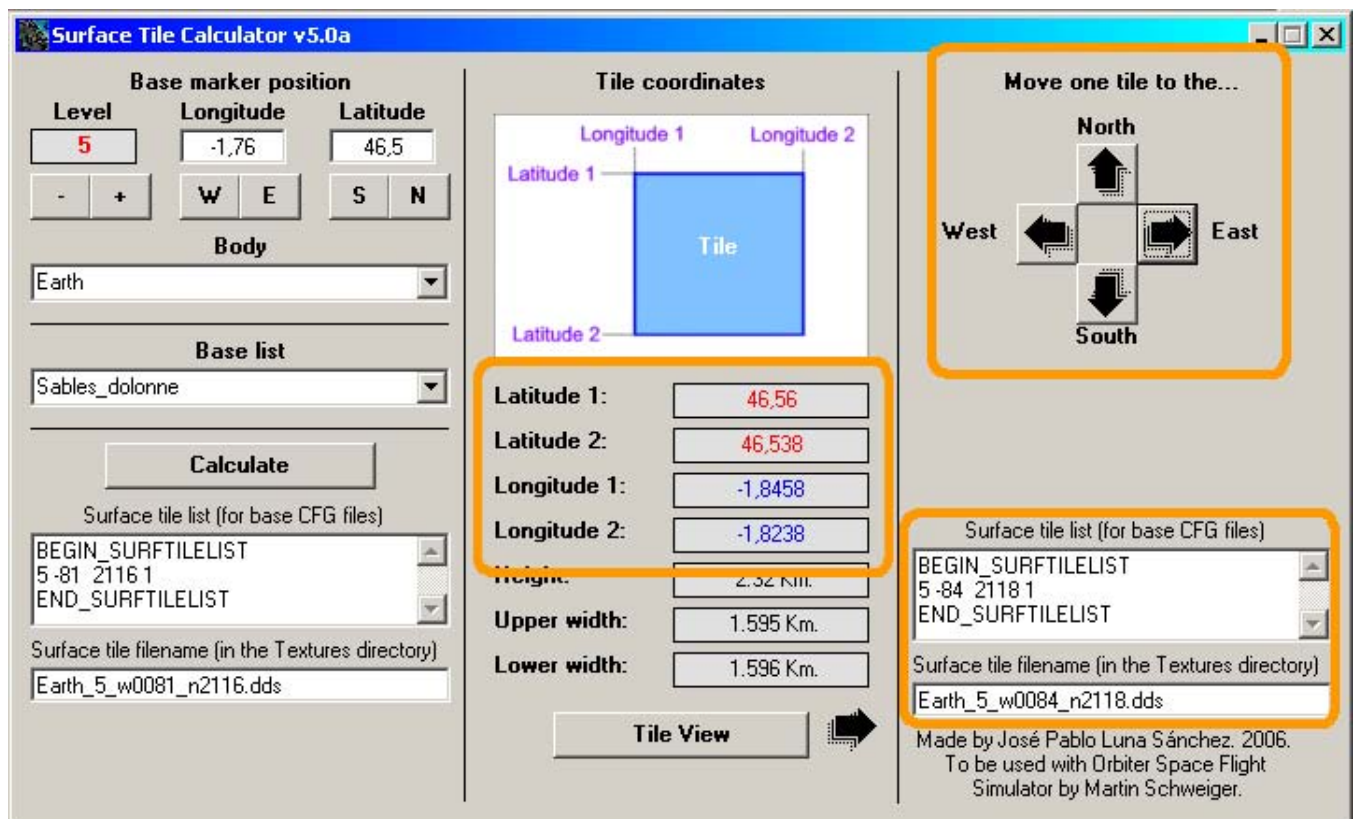 Surface Tile Calculator v5.0a
Base marker position
Level Longitude Latitude
5 -1,76 46,5
- + W E S N
Body
Earth
Base list
Sables_dolonne
Calculate
Surface tile list (for base CFG files)
BEGIN_SURFTILELIST
5 -81 2116 1
END_SURFTILELIST
Surface tile filename (in the Textures directory)
Earth_5_w0081_n2116.dds
Tile coordinates
Longitude 1 Longitude 2
Latitude 1
Tile
Latitude 2
Latitude 1: 46,56
Latitude 2: 46,538
Longitude 1: -1,8458
Longitude 2: -1,8238
Height: 2.32 Km.
Upper width: 1.595 Km.
Lower width: 1.596 Km.
Tile View
Move one tile to the...
North
West East
South
Surface tile list (for base CFG files)
BEGIN_SURFTILELIST
5 -84 2118 1
END_SURFTILELIST
Surface tile filename (in the Textures directory)
Earth_5_w0084_n2118.dds
Made by José Pablo Luna Sánchez. 2006.
To be used with Orbiter Space Flight
Simulator by Martin Schweiger.